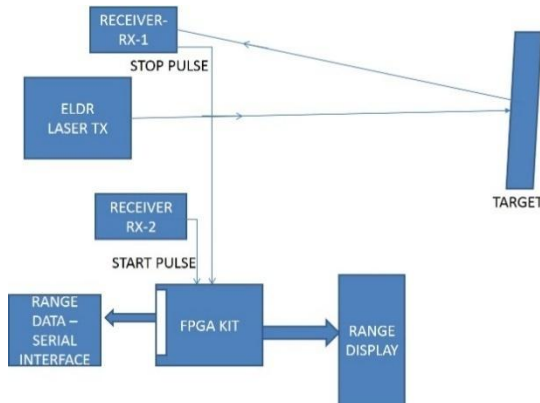 RECEIVER-
RX-1
STOP PULSE
ELDR
LASER TX
TARGET
RECEIVER
RX-2
START PULSE
RANGE
DATA –
SERIAL
INTERFACE
FPGA KIT
RANGE
DISPLAY